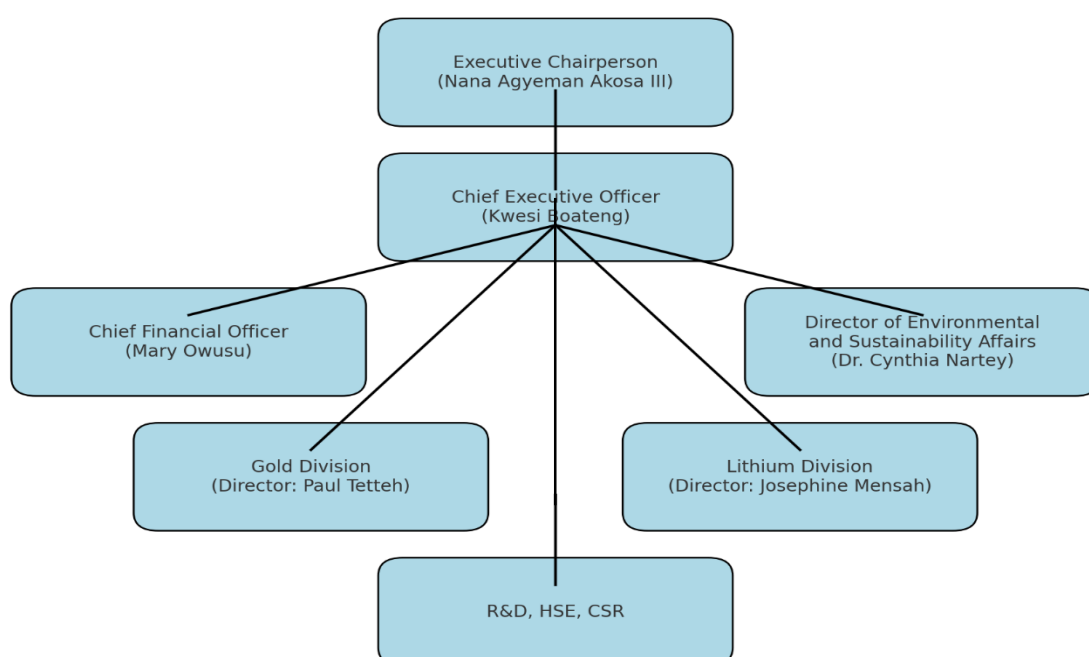 Executive Chairperson
(Nana Agyeman Akosa III)
Chief Executive Officer
(Kwesi Boateng)
Chief Financial Officer
(Mary Owusu)
Director of Environmental
and Sustainability Affairs
(Dr. Cynthia Nartey)
Gold Division
(Director: Paul Tetteh)
Lithium Division
(Director: Josephine Mensah)
R&D, HSE, CSR